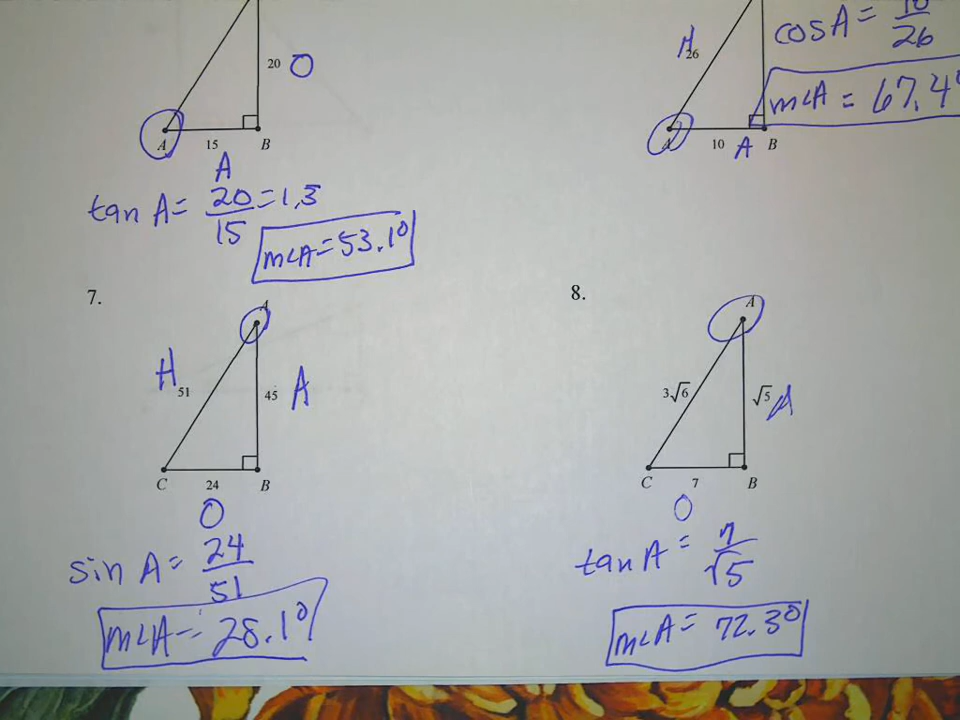 20 O
A 15 B
A
tan A = 20/15 = 1,3
m∠A = 53.1°
cos A = 10/26
H 26
m∠A = 67.4°
10 A B
7.
A
H 51 45 A
C 24 B
O
sin A = 24/51
m∠A = 28.1°
8.
A
3√6 √5 A
C 7 B
O
tan A = 7/√5
m∠A = 72.3°